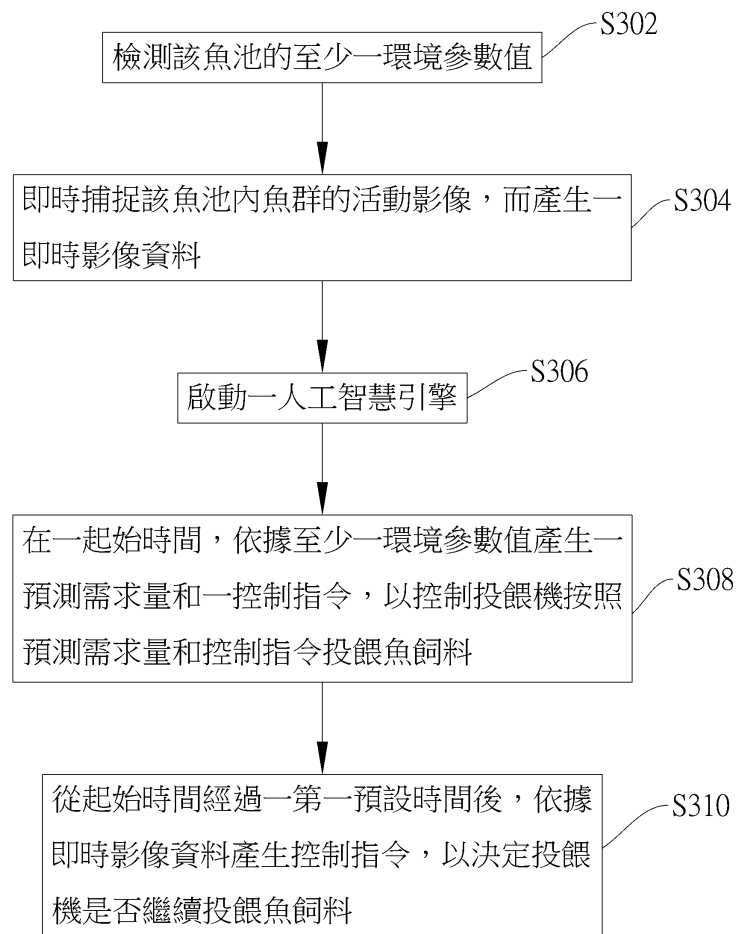 S302
檢測該魚池的至少一環境參數值
即時捕捉該魚池內魚群的活動影像，而產生一
即時影像資料
S304
S306
啟動一人工智慧引擎
在一起始時間，依據至少一環境參數值產生一
預測需求量和一控制指令，以控制投餵機按照
預測需求量和控制指令投餵魚飼料
S308
從起始時間經過一第一預設時間後，依據
即時影像資料產生控制指令，以決定投餵
機是否繼續投餵魚飼料
S310